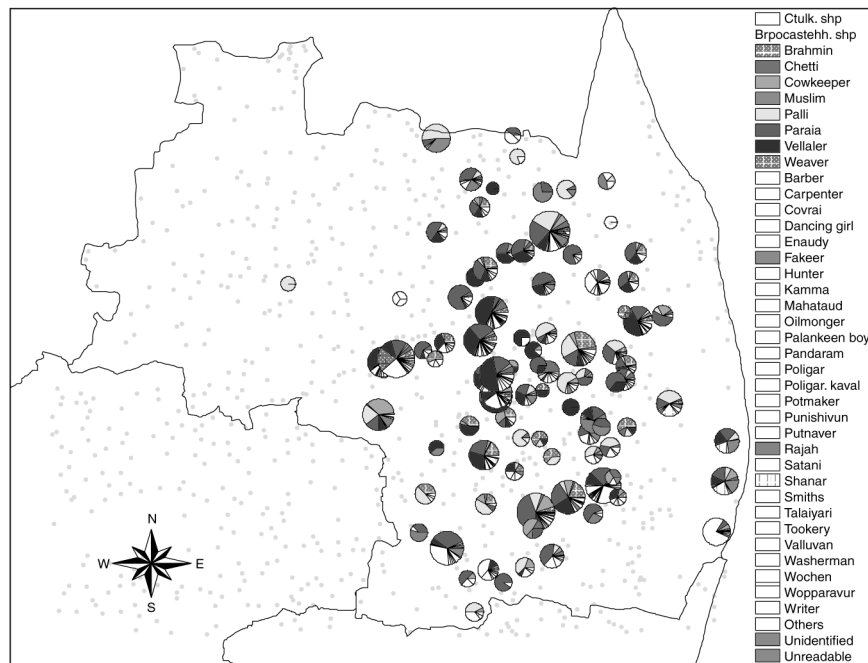 Ctulk. shp
Brpocastehh. shp
Brahmin
Chetti
Cowkeeper
Muslim
Palli
Paraia
Vellaler
Weaver
Barber
Carpenter
Covrai
Dancing girl
Enaudy
Fakeer
Hunter
Kamma
Mahataud
Oilmonger
Palankeen boy
Pandaram
Poligar
Poligar. kaval
Potmaker
Punishivun
Putnaver
Rajah
Satani
Shanar
Smiths
Talaiyari
Tookery
Valluvan
Washerman
Wochen
Wopparavur
Writer
Others
Unidentified
Unreadable
N
W E
S